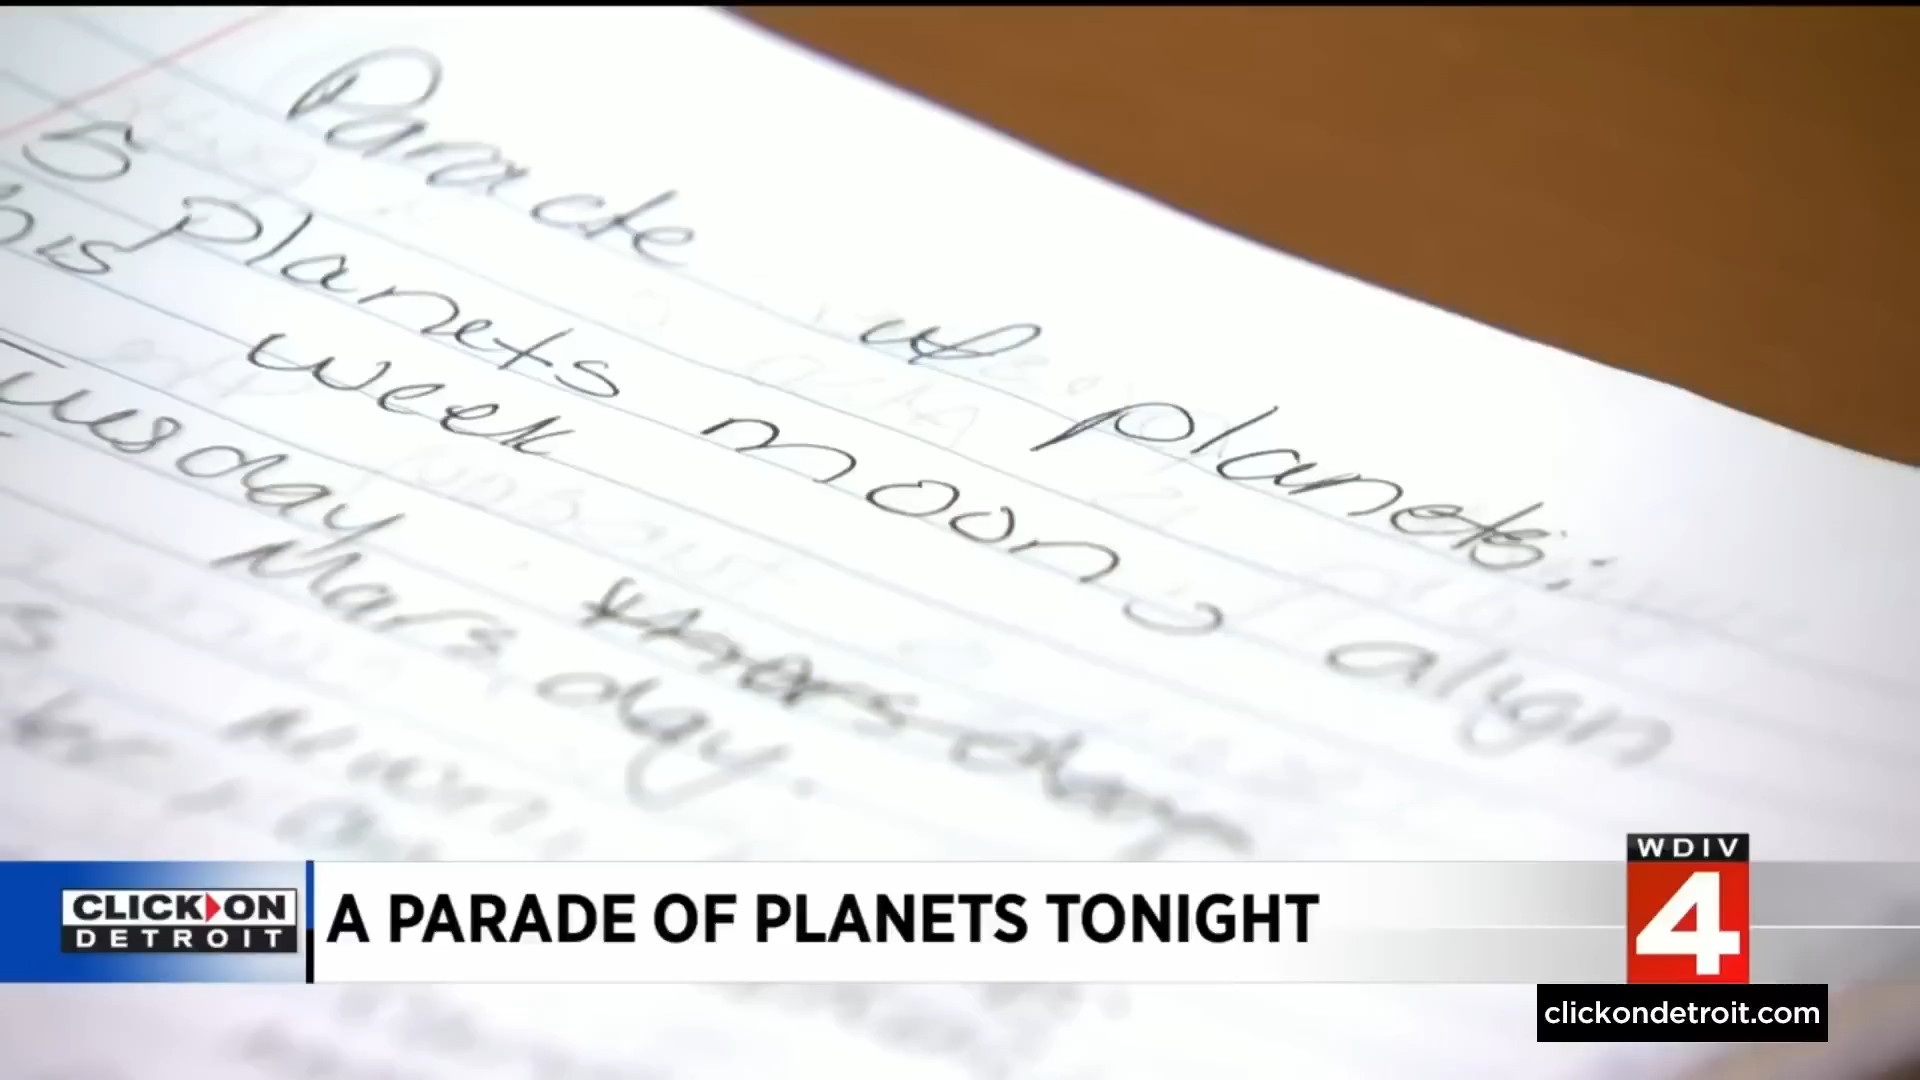 Parade of planets:
5 planets moon align
this week
Tuesday
Mars day.
CLICK ON
DETROIT
A PARADE OF PLANETS TONIGHT
WDIV
4
clickondetroit.com